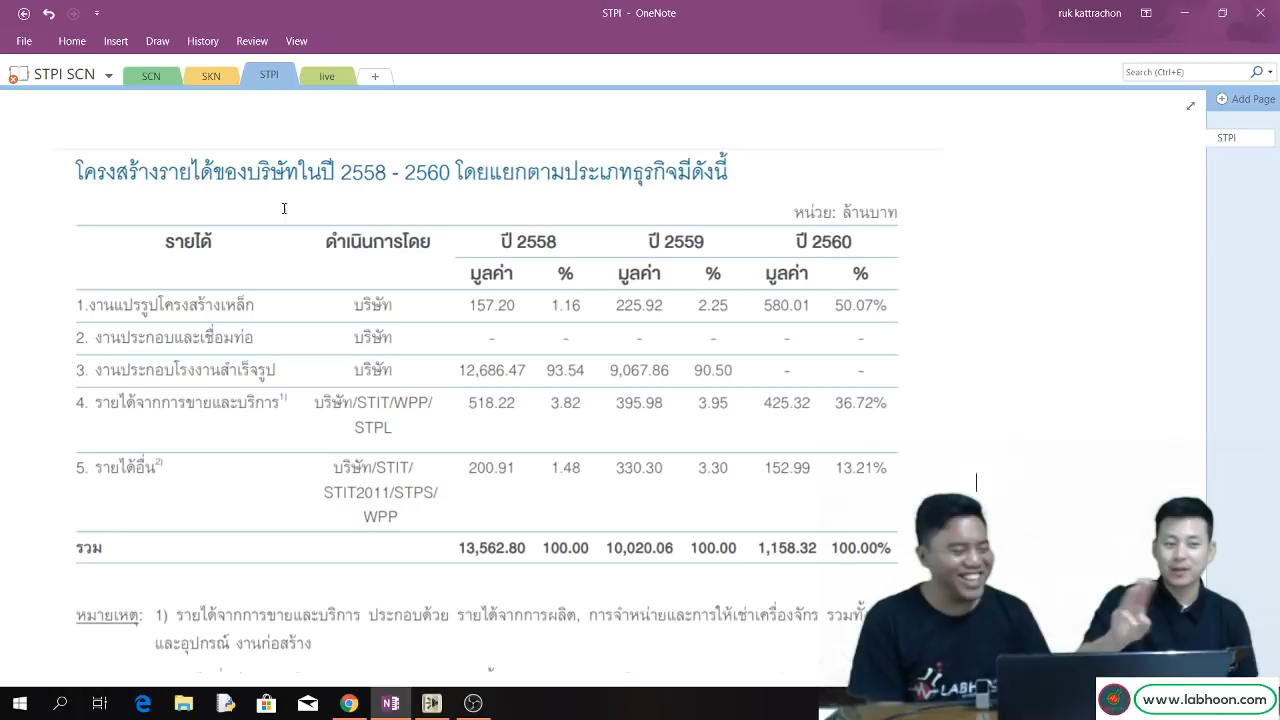 STPI - OneNote
ruk kattrachon
File Home Insert Draw History Review View
STPI SCN
SCN SKN STPI live +
Search (Ctrl+E)
Add Page
STPI
โครงสร้างรายได้ของบริษัทในปี 2558 - 2560 โดยแยกตามประเภทธุรกิจมีดังนี้
หน่วย: ล้านบาท
รายได้ ดำเนินการโดย ปี 2558 ปี 2559 ปี 2560
มูลค่า % มูลค่า % มูลค่า %
1.งานแปรรูปโครงสร้างเหล็ก บริษัท 157.20 1.16 225.92 2.25 580.01 50.07%
2. งานประกอบและเชื่อมท่อ บริษัท - - - - - -
3. งานประกอบโรงงานสำเร็จรูป บริษัท 12,686.47 93.54 9,067.86 90.50 - -
4. รายได้จากการขายและบริการ1) บริษัท/STIT/WPP/ 518.22 3.82 395.98 3.95 425.32 36.72%
STPL
5. รายได้อื่น2) บริษัท/STIT/ 200.91 1.48 330.30 3.30 152.99 13.21%
STIT2011/STPS/
WPP
รวม 13,562.80 100.00 10,020.06 100.00 1,158.32 100.00%
หมายเหตุ: 1) รายได้จากการขายและบริการ ประกอบด้วย รายได้จากการผลิต, การจำหน่ายและการให้เช่าเครื่องจักร
และอุปกรณ์ งานก่อสร้าง
www.labhoon.com